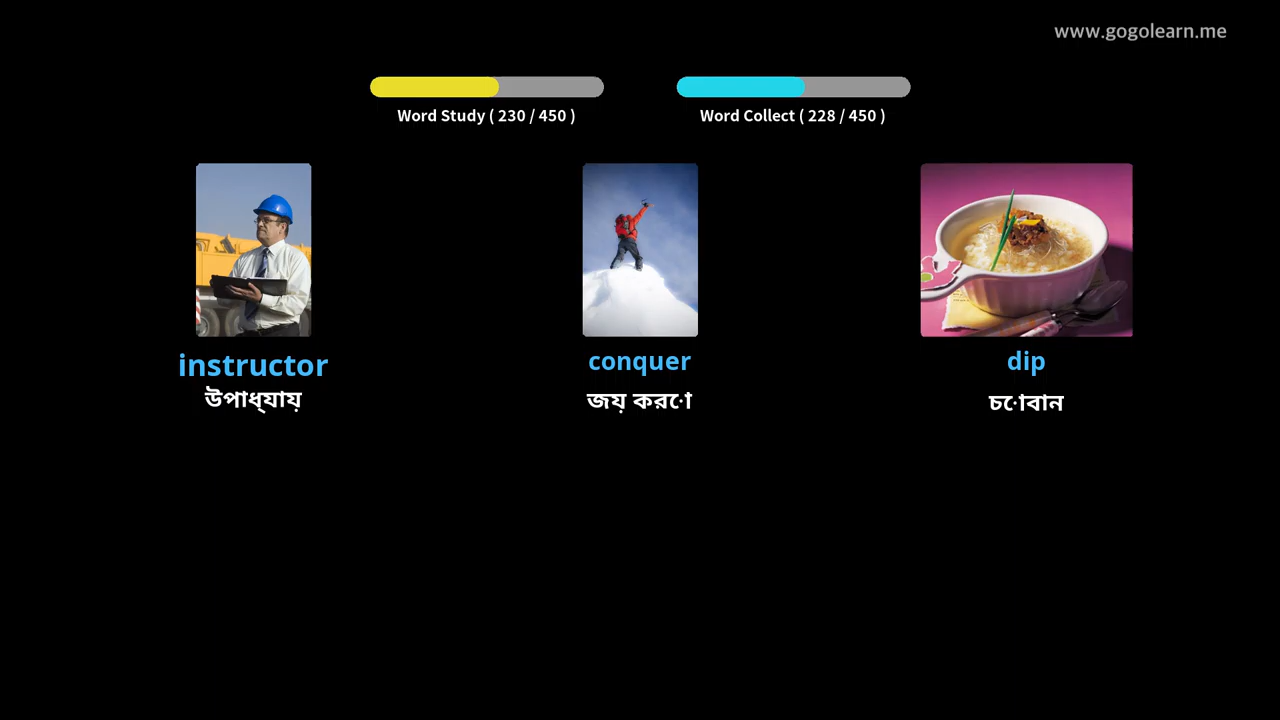 www.gogolearn.me
Word Study ( 230 / 450 )
Word Collect ( 228 / 450 )
instructor
conquer
dip
উপাধ্যায়
জয় করো
চোবান